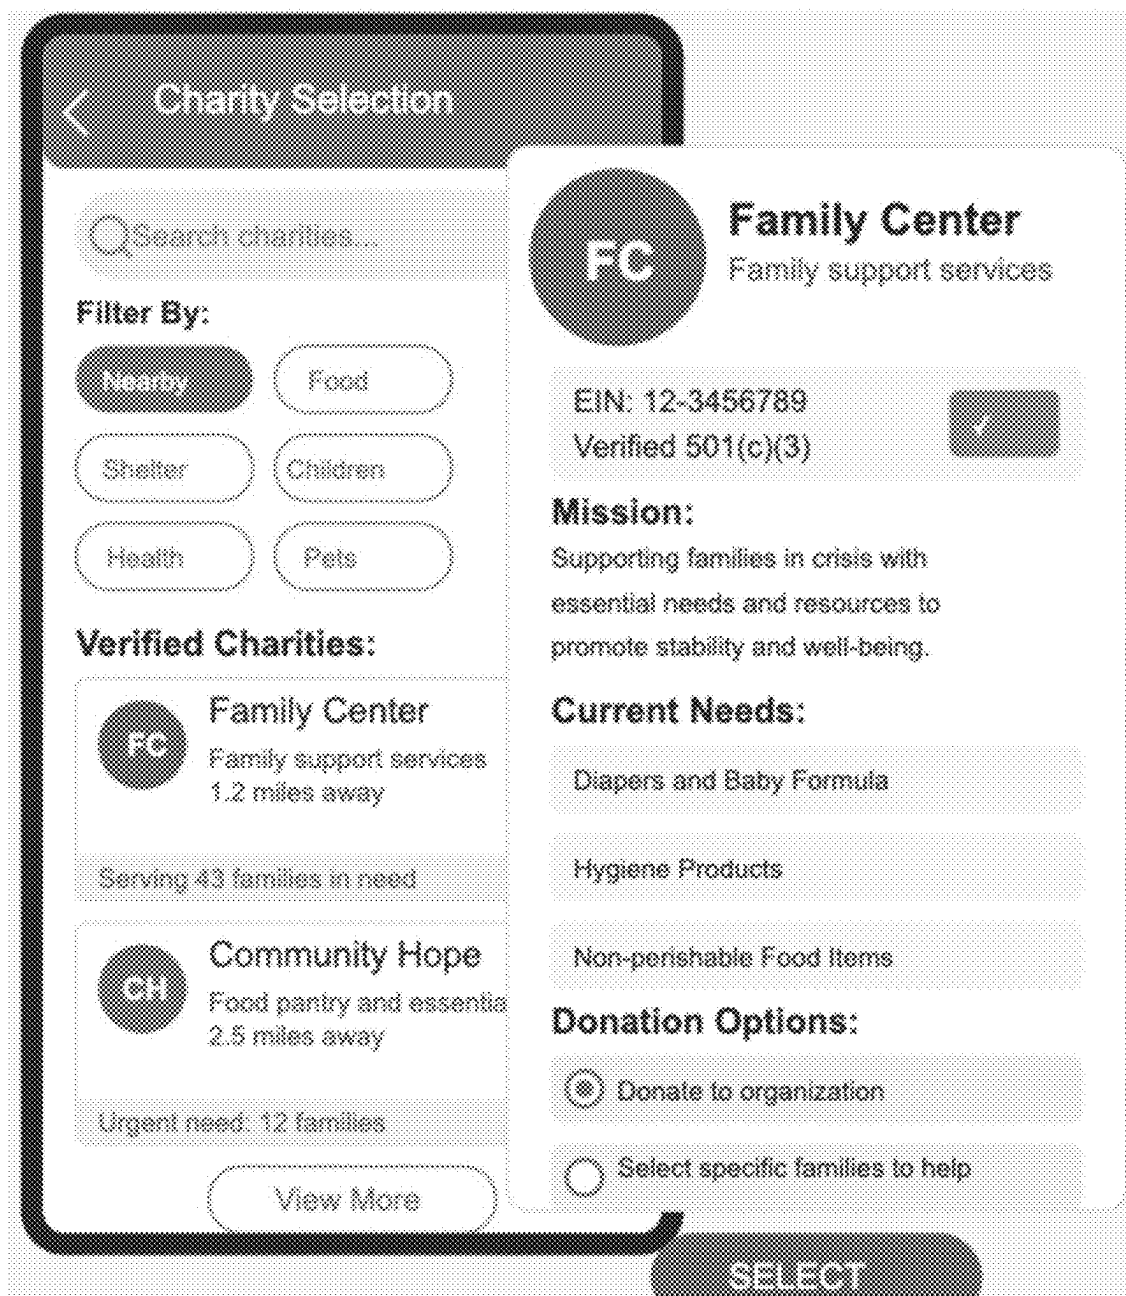 Charity Selection
Search charities...
Filter By:
Nearby
Food
Shelter
Children
Health
Pets
Verified Charities:
FC
Family Center
Family support services
1.2 miles away
Serving 43 families in need
CH
Community Hope
Food pantry and essentia
2.5 miles away
Urgent need: 12 families
View More
FC
Family Center
Family support services
EIN: 12-3456789
Verified 501(c)(3)
✓
Mission:
Supporting families in crisis with
essential needs and resources to
promote stability and well-being.
Current Needs:
Diapers and Baby Formula
Hygiene Products
Non-perishable Food Items
Donation Options:
Donate to organization
Select specific families to help
SELECT